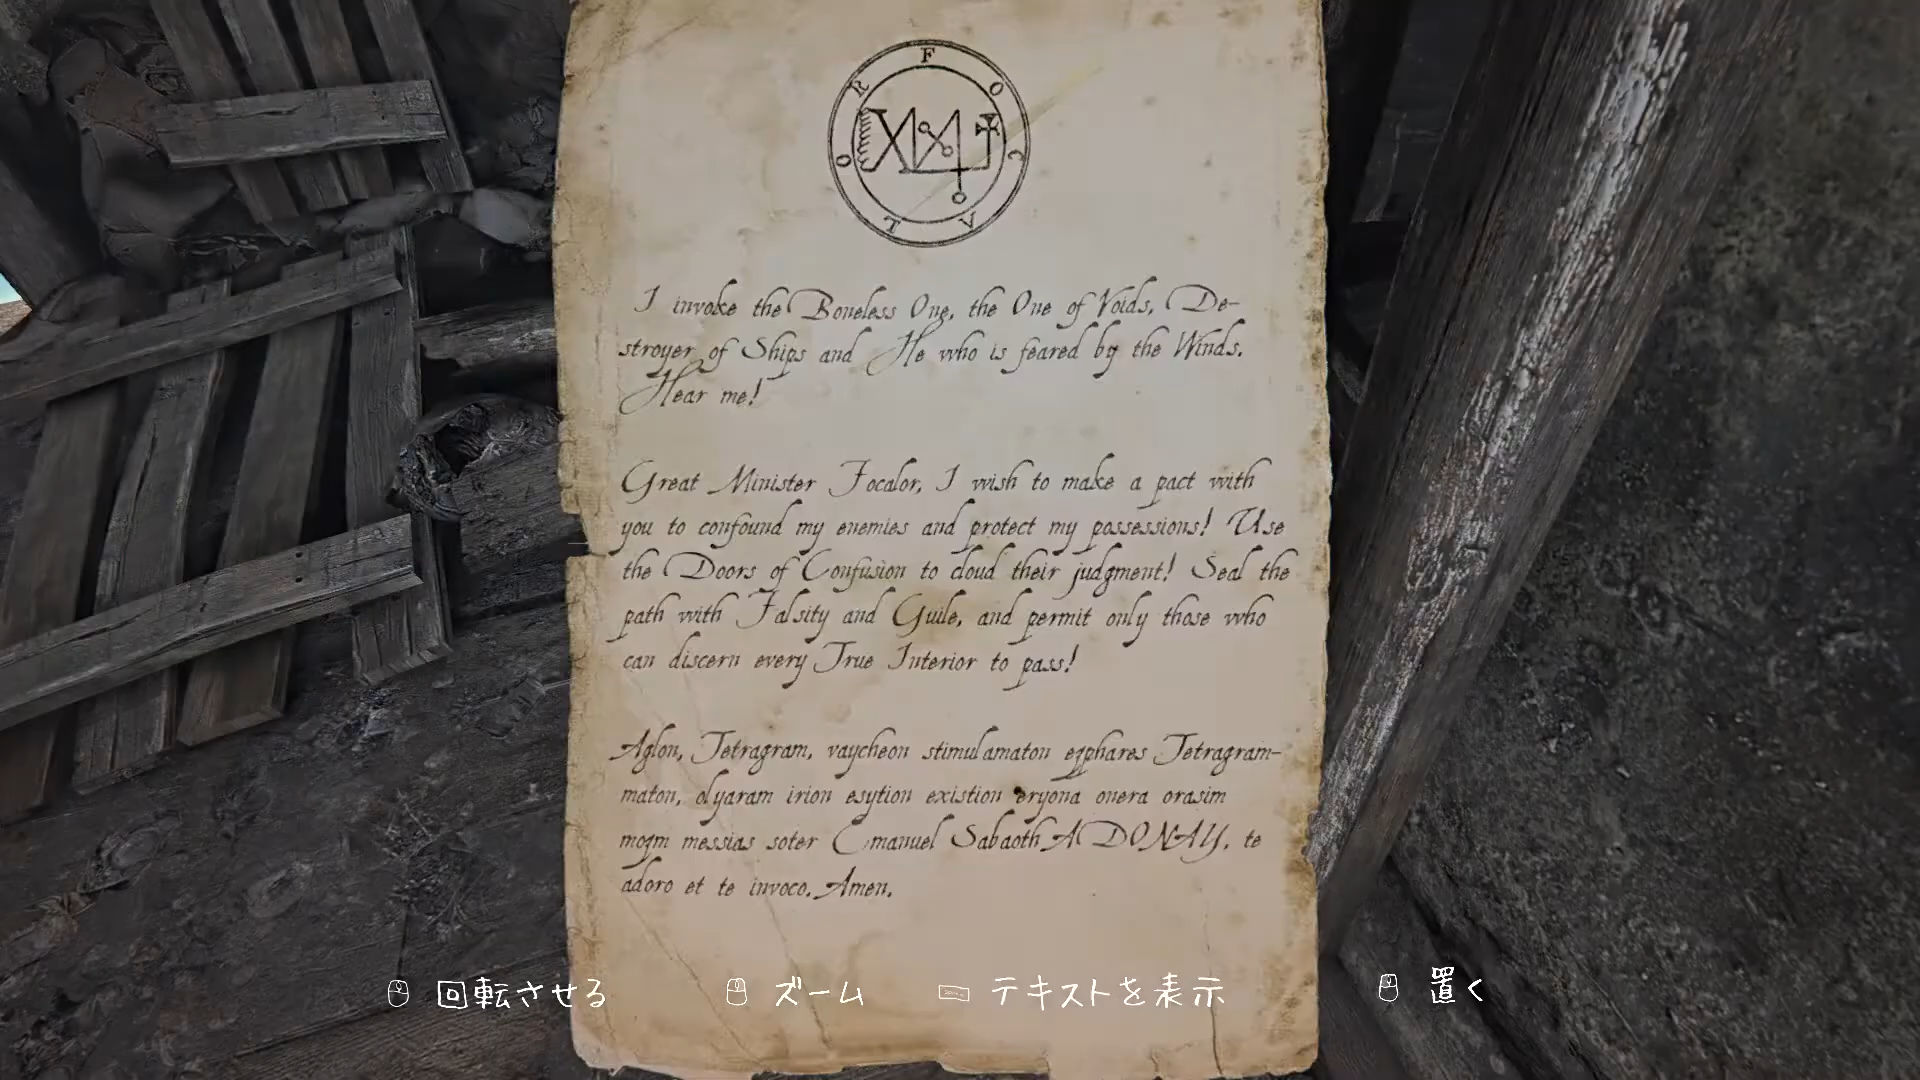 FOCVTOR
I invoke the Boneless One, the One of Voids, De-
stroyer of Ships and He who is feared by the Winds.
Hear me!
Great Minister Focalor, I wish to make a pact with
you to confound my enemies and protect my possessions! Use
the Doors of Confusion to cloud their judgment! Seal the
path with Falsity and Guile, and permit only those who
can discern every True Interior to pass!
Aglon, Tetragram, vaycheon stimulamaton ezphares Tetragram-
maton, olyaram irion esytion existion eryona onera orasim
mozm messias soter Emanuel Sabaoth ADONAY, te
adoro et te invoco. Amen.
回転させる ズーム テキストを表示 置く